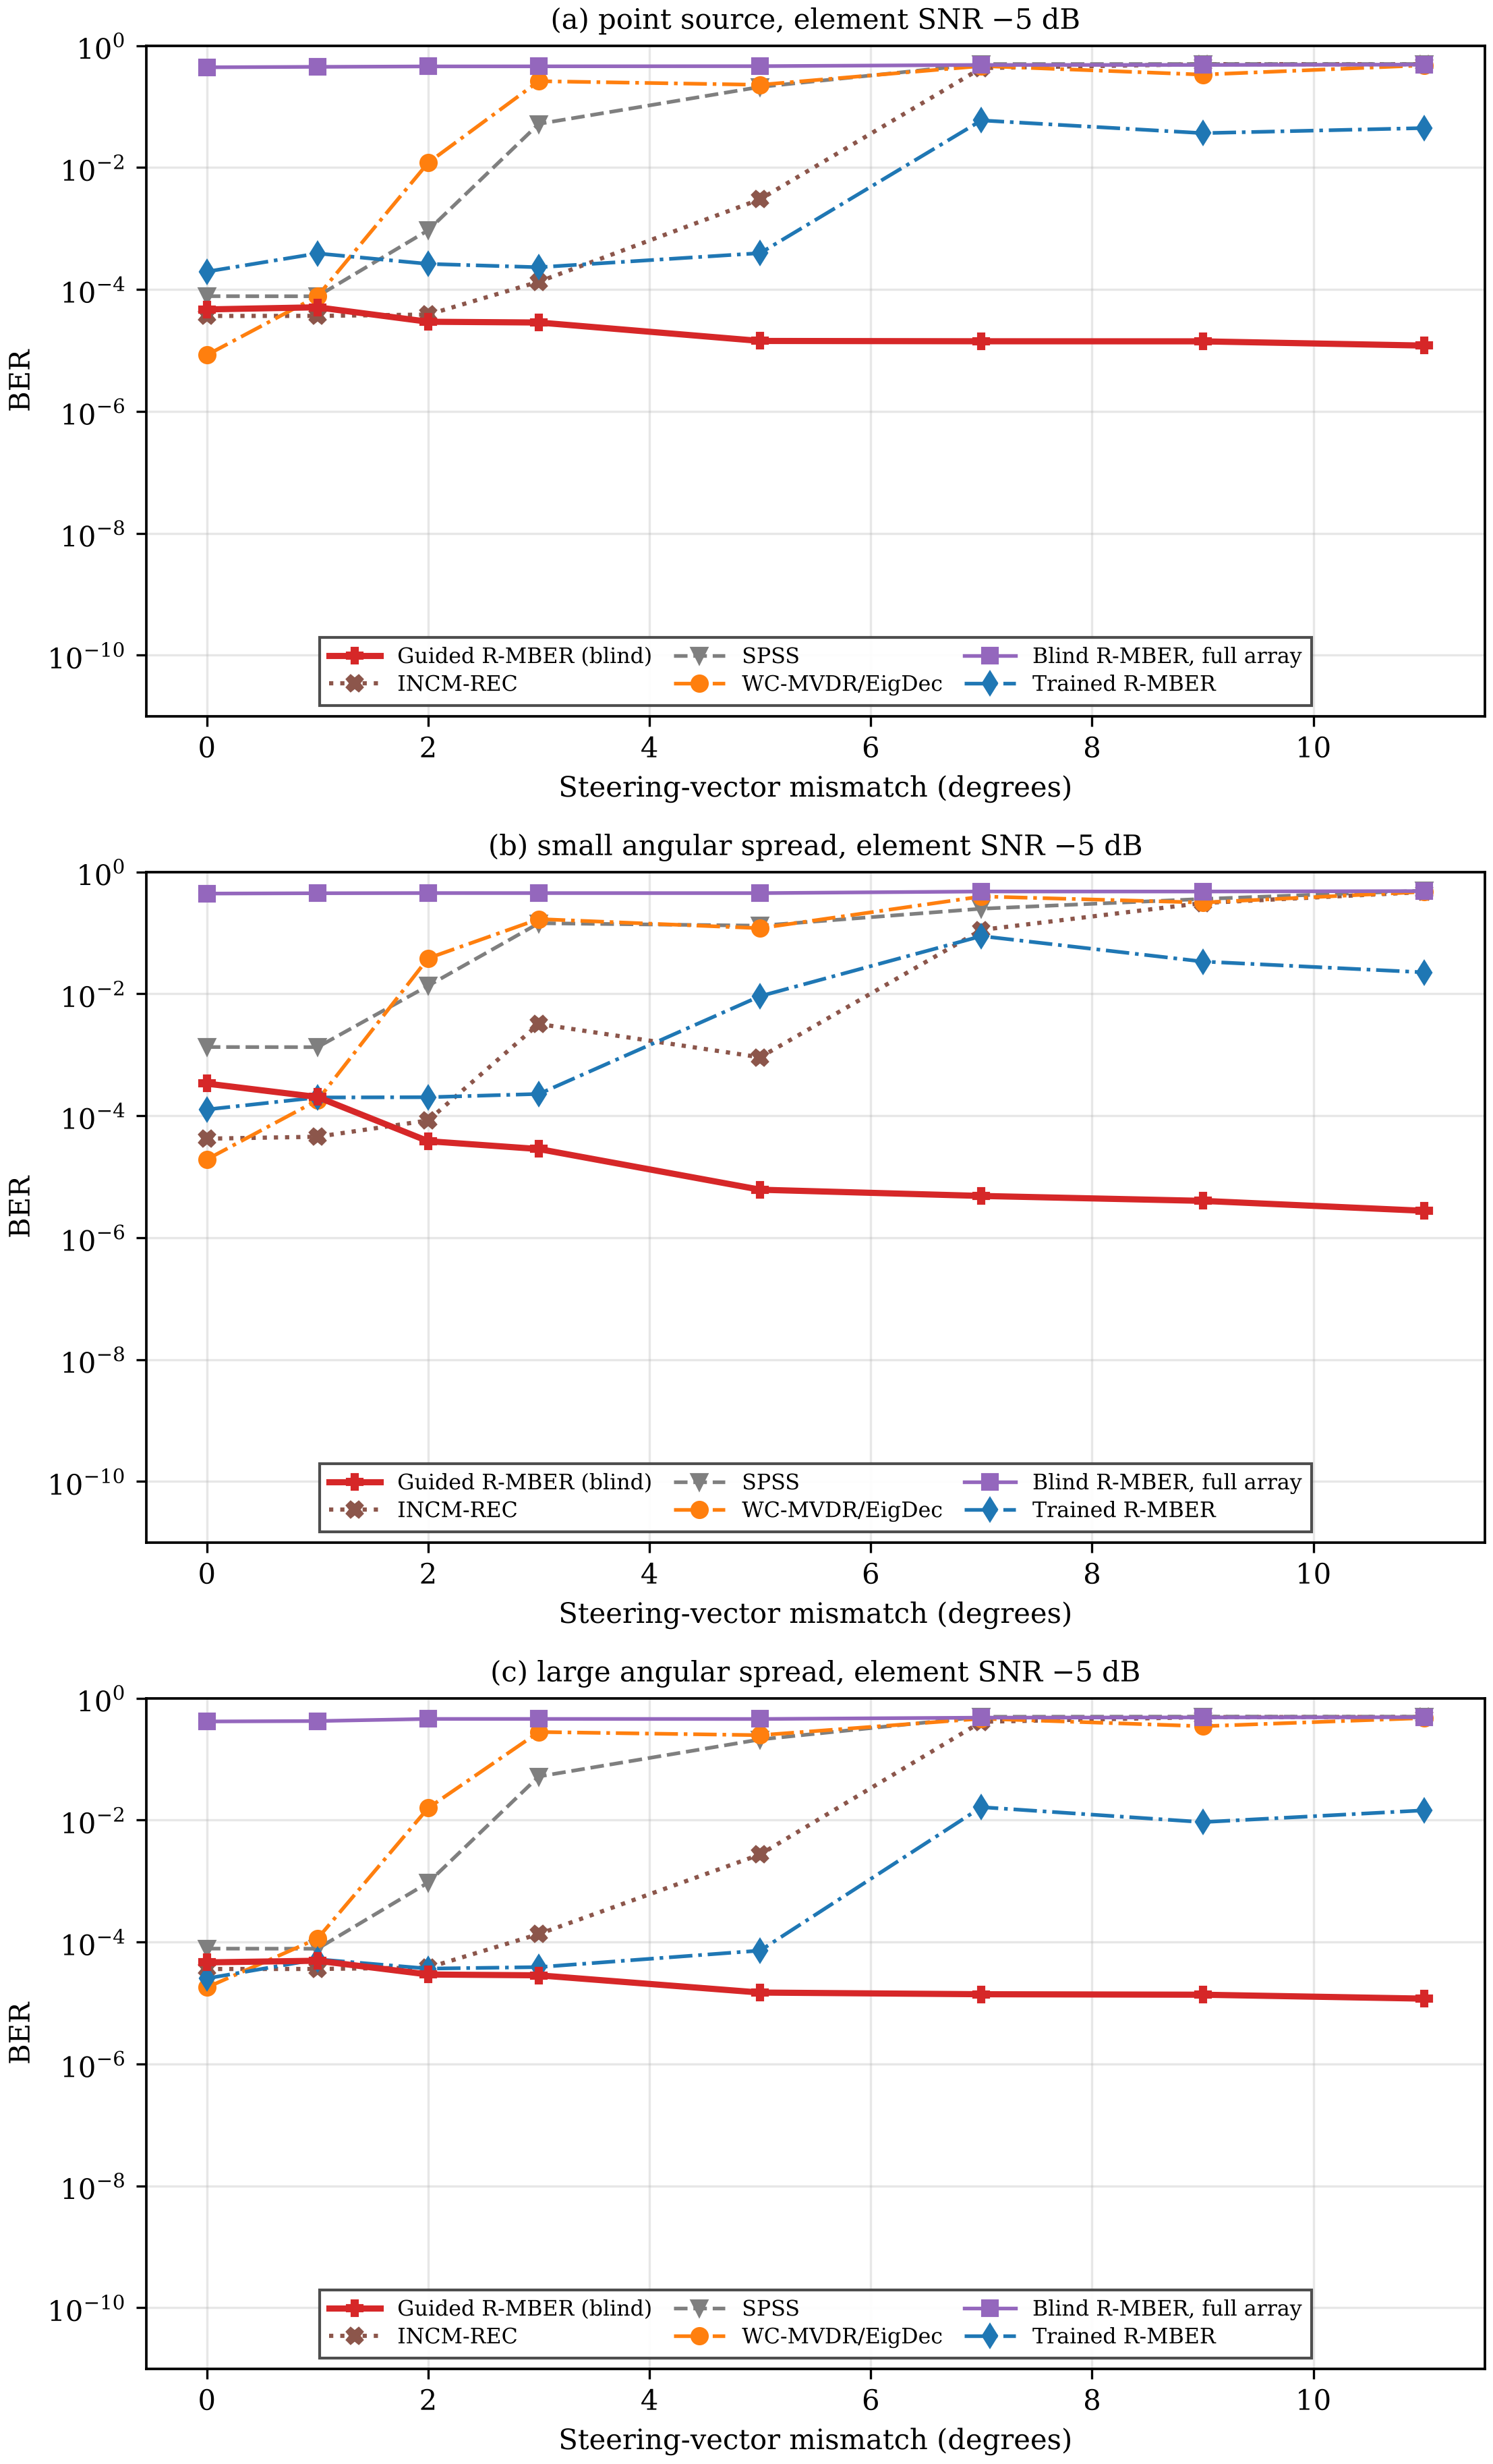 (a) point source, element SNR −5 dB
10⁰
10⁻²
10⁻⁴
10⁻⁶
10⁻⁸
10⁻¹⁰
BER
Guided R-MBER (blind) SPSS Blind R-MBER, full array
INCM-REC WC-MVDR/EigDec Trained R-MBER
0 2 4 6 8 10
Steering-vector mismatch (degrees)
(b) small angular spread, element SNR −5 dB
10⁰
10⁻²
10⁻⁴
10⁻⁶
10⁻⁸
10⁻¹⁰
BER
Guided R-MBER (blind) SPSS Blind R-MBER, full array
INCM-REC WC-MVDR/EigDec Trained R-MBER
0 2 4 6 8 10
Steering-vector mismatch (degrees)
(c) large angular spread, element SNR −5 dB
10⁰
10⁻²
10⁻⁴
10⁻⁶
10⁻⁸
10⁻¹⁰
BER
Guided R-MBER (blind) SPSS Blind R-MBER, full array
INCM-REC WC-MVDR/EigDec Trained R-MBER
0 2 4 6 8 10
Steering-vector mismatch (degrees)